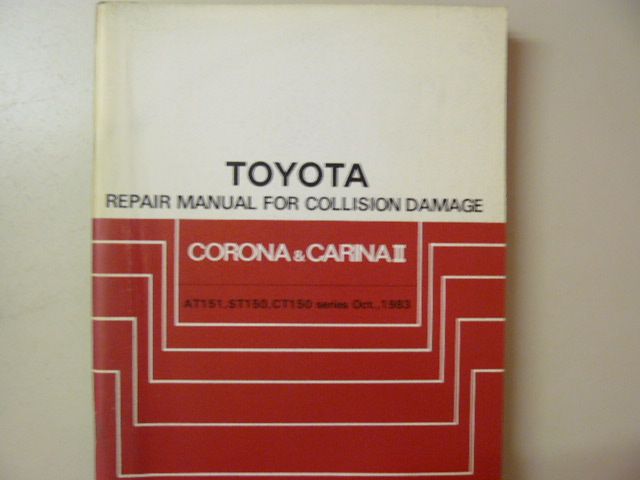 TOYOTA
REPAIR MANUAL FOR COLLISION DAMAGE
CORONA & CARINA II
AT151, ST150, CT150 series Oct., 1983